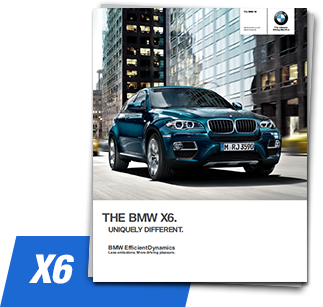 THE BMW X6.
UNIQUELY DIFFERENT.
BMW EfficientDynamics
Less emissions. More driving pleasure.
M·RJ 3590
X6